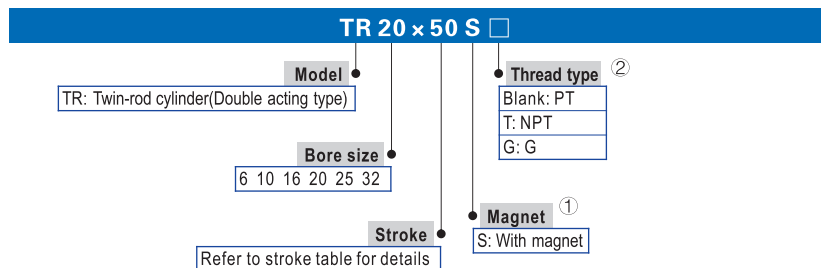 TR 20 × 50 S □
Model
TR: Twin-rod cylinder(Double acting type)
Bore size
6 10 16 20 25 32
Stroke
Refer to stroke table for details
Magnet ①
S: With magnet
Thread type ②
Blank: PT
T: NPT
G: G